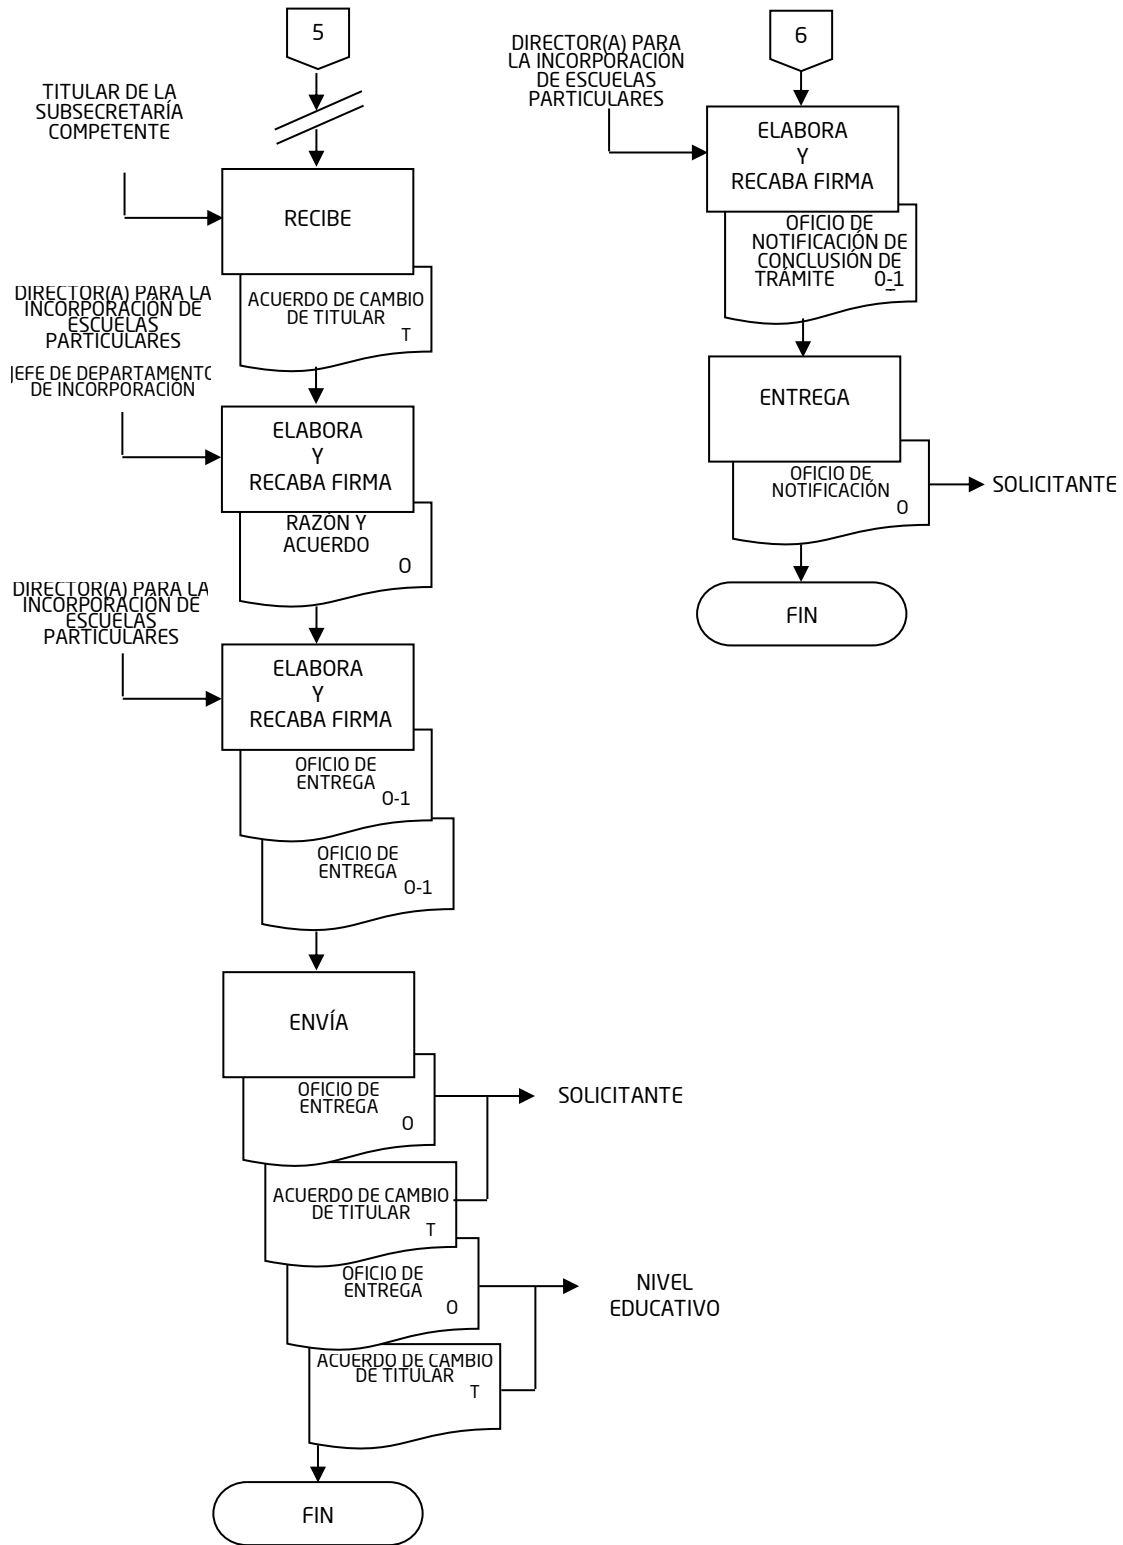 5
TITULAR DE LA
SUBSECRETARÍA
COMPETENTE
RECIBE
ACUERDO DE CAMBIO
DE TITULAR
T
DIRECTOR(A) PARA LA
INCORPORACIÓN DE
ESCUELAS
PARTICULARES
JEFE DE DEPARTAMENTO
DE INCORPORACIÓN
ELABORA
Y
RECABA FIRMA
RAZÓN Y
ACUERDO
O
DIRECTOR(A) PARA LA
INCORPORACIÓN DE
ESCUELAS
PARTICULARES
ELABORA
Y
RECABA FIRMA
OFICIO DE
ENTREGA
O-1
OFICIO DE
ENTREGA
O-1
ENVÍA
OFICIO DE
ENTREGA
O
SOLICITANTE
ACUERDO DE CAMBIO
DE TITULAR
T
OFICIO DE
ENTREGA
O
NIVEL
EDUCATIVO
ACUERDO DE CAMBIO
DE TITULAR
T
FIN
6
DIRECTOR(A) PARA
LA INCORPORACIÓN
DE ESCUELAS
PARTICULARES
ELABORA
Y
RECABA FIRMA
OFICIO DE
NOTIFICACIÓN DE
CONCLUSIÓN DE
TRÁMITE O-1
ENTREGA
OFICIO DE
NOTIFICACIÓN
O
SOLICITANTE
FIN